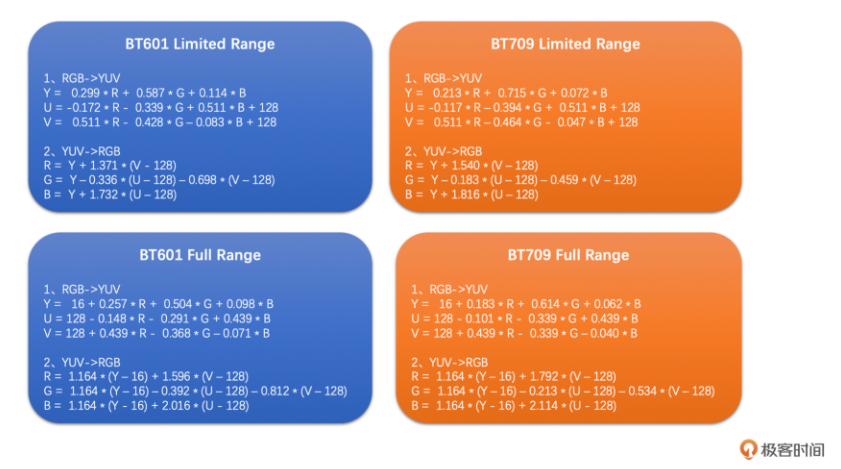 BT601 Limited Range
1、RGB->YUV
Y = 0.299 * R + 0.587 * G + 0.114 * B
U = -0.172 * R - 0.339 * G + 0.511 * B + 128
V = 0.511 * R - 0.428 * G – 0.083 * B + 128
2、YUV->RGB
R = Y + 1.371 * (V - 128)
G = Y – 0.336 * (U – 128) – 0.698 * (V – 128)
B = Y + 1.732 * (U – 128)
BT709 Limited Range
1、RGB->YUV
Y = 0.213 * R + 0.715 * G + 0.072 * B
U = -0.117 * R – 0.394 * G + 0.511 * B + 128
V = 0.511 * R – 0.464 * G - 0.047 * B + 128
2、YUV->RGB
R = Y + 1.540 * (V – 128)
G = Y – 0.183 * (U – 128) – 0.459 * (V – 128)
B = Y + 1.816 * (U – 128)
BT601 Full Range
1、RGB->YUV
Y = 16 + 0.257 * R + 0.504 * G + 0.098 * B
U = 128 - 0.148 * R - 0.291 * G + 0.439 * B
V = 128 + 0.439 * R - 0.368 * G – 0.071 * B
2、YUV->RGB
R = 1.164 * (Y – 16) + 1.596 * (V – 128)
G = 1.164 * (Y – 16) – 0.392 * (U – 128) – 0.812 * (V – 128)
B = 1.164 * (Y - 16) + 2.016 * (U - 128)
BT709 Full Range
1、RGB->YUV
Y = 16 + 0.183 * R + 0.614 * G + 0.062 * B
U = 128 - 0.101 * R - 0.339 * G + 0.439 * B
V = 128 + 0.439 * R - 0.339 * G – 0.040 * B
2、YUV->RGB
R = 1.164 * (Y – 16) + 1.792 * (V – 128)
G = 1.164 * (Y – 16) – 0.213 * (U – 128) – 0.534 * (V – 128)
B = 1.164 * (Y - 16) + 2.114 * (U - 128)
极客时间